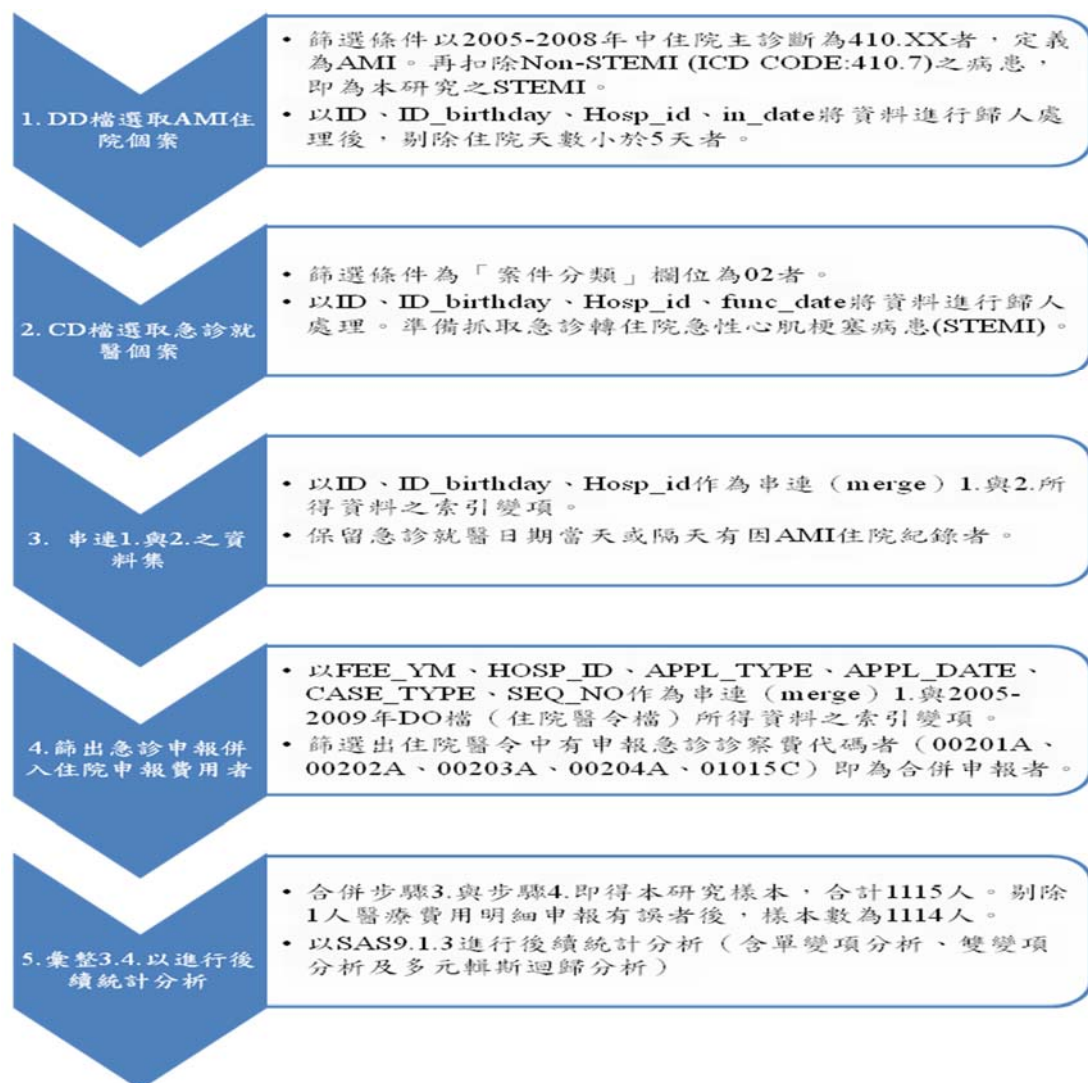 1. DD檔選取AMI住
院個案
• 篩選條件以2005-2008年中住院主診斷為410.XX者，定義
為AMI。再扣除Non-STEMI (ICD CODE:410.7)之病患，
即為本研究之STEMI。
• 以ID、ID_birthday、Hosp_id、in_date將資料進行歸人處
理後，剔除住院天數小於5天者。
2. CD檔選取急診就
醫個案
• 篩選條件為「案件分類」欄位為02者。
• 以ID、ID_birthday、Hosp_id、func_date將資料進行歸人
處理。準備抓取急診轉住院急性心肌梗塞病患(STEMI)。
3. 串連1.與2.之資
料集
• 以ID、ID_birthday、Hosp_id作為串連（merge）1.與2.所
得資料之索引變項。
• 保留急診就醫日期當天或隔天有因AMI住院紀錄者。
4.篩出急診申報併
入住院申報費用者
• 以FEE_YM、HOSP_ID、APPL_TYPE、APPL_DATE、
CASE_TYPE、SEQ_NO作為串連（merge）1.與2005-
2009年DO檔（住院醫令檔）所得資料之索引變項。
• 篩選出住院醫令中有申報急診診察費代碼者（00201A、
00202A、00203A、00204A、01015C）即為合併申報者。
5.彙整3.4.以進行後
續統計分析
• 合併步驟3.與步驟4.即得本研究樣本，合計1115人。剔除
1人醫療費用明細申報有誤者後，樣本數為1114人。
• 以SAS9.1.3進行後續統計分析（含單變項分析、雙變項
分析及多元輯斯迴歸分析）